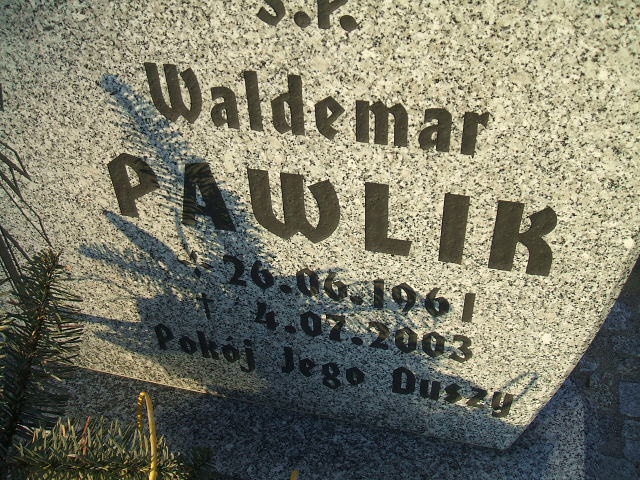 Ś.P.
Waldemar
PAWLIK
* 26.06.1961
† 4.07.2003
Pokój Jego Duszy